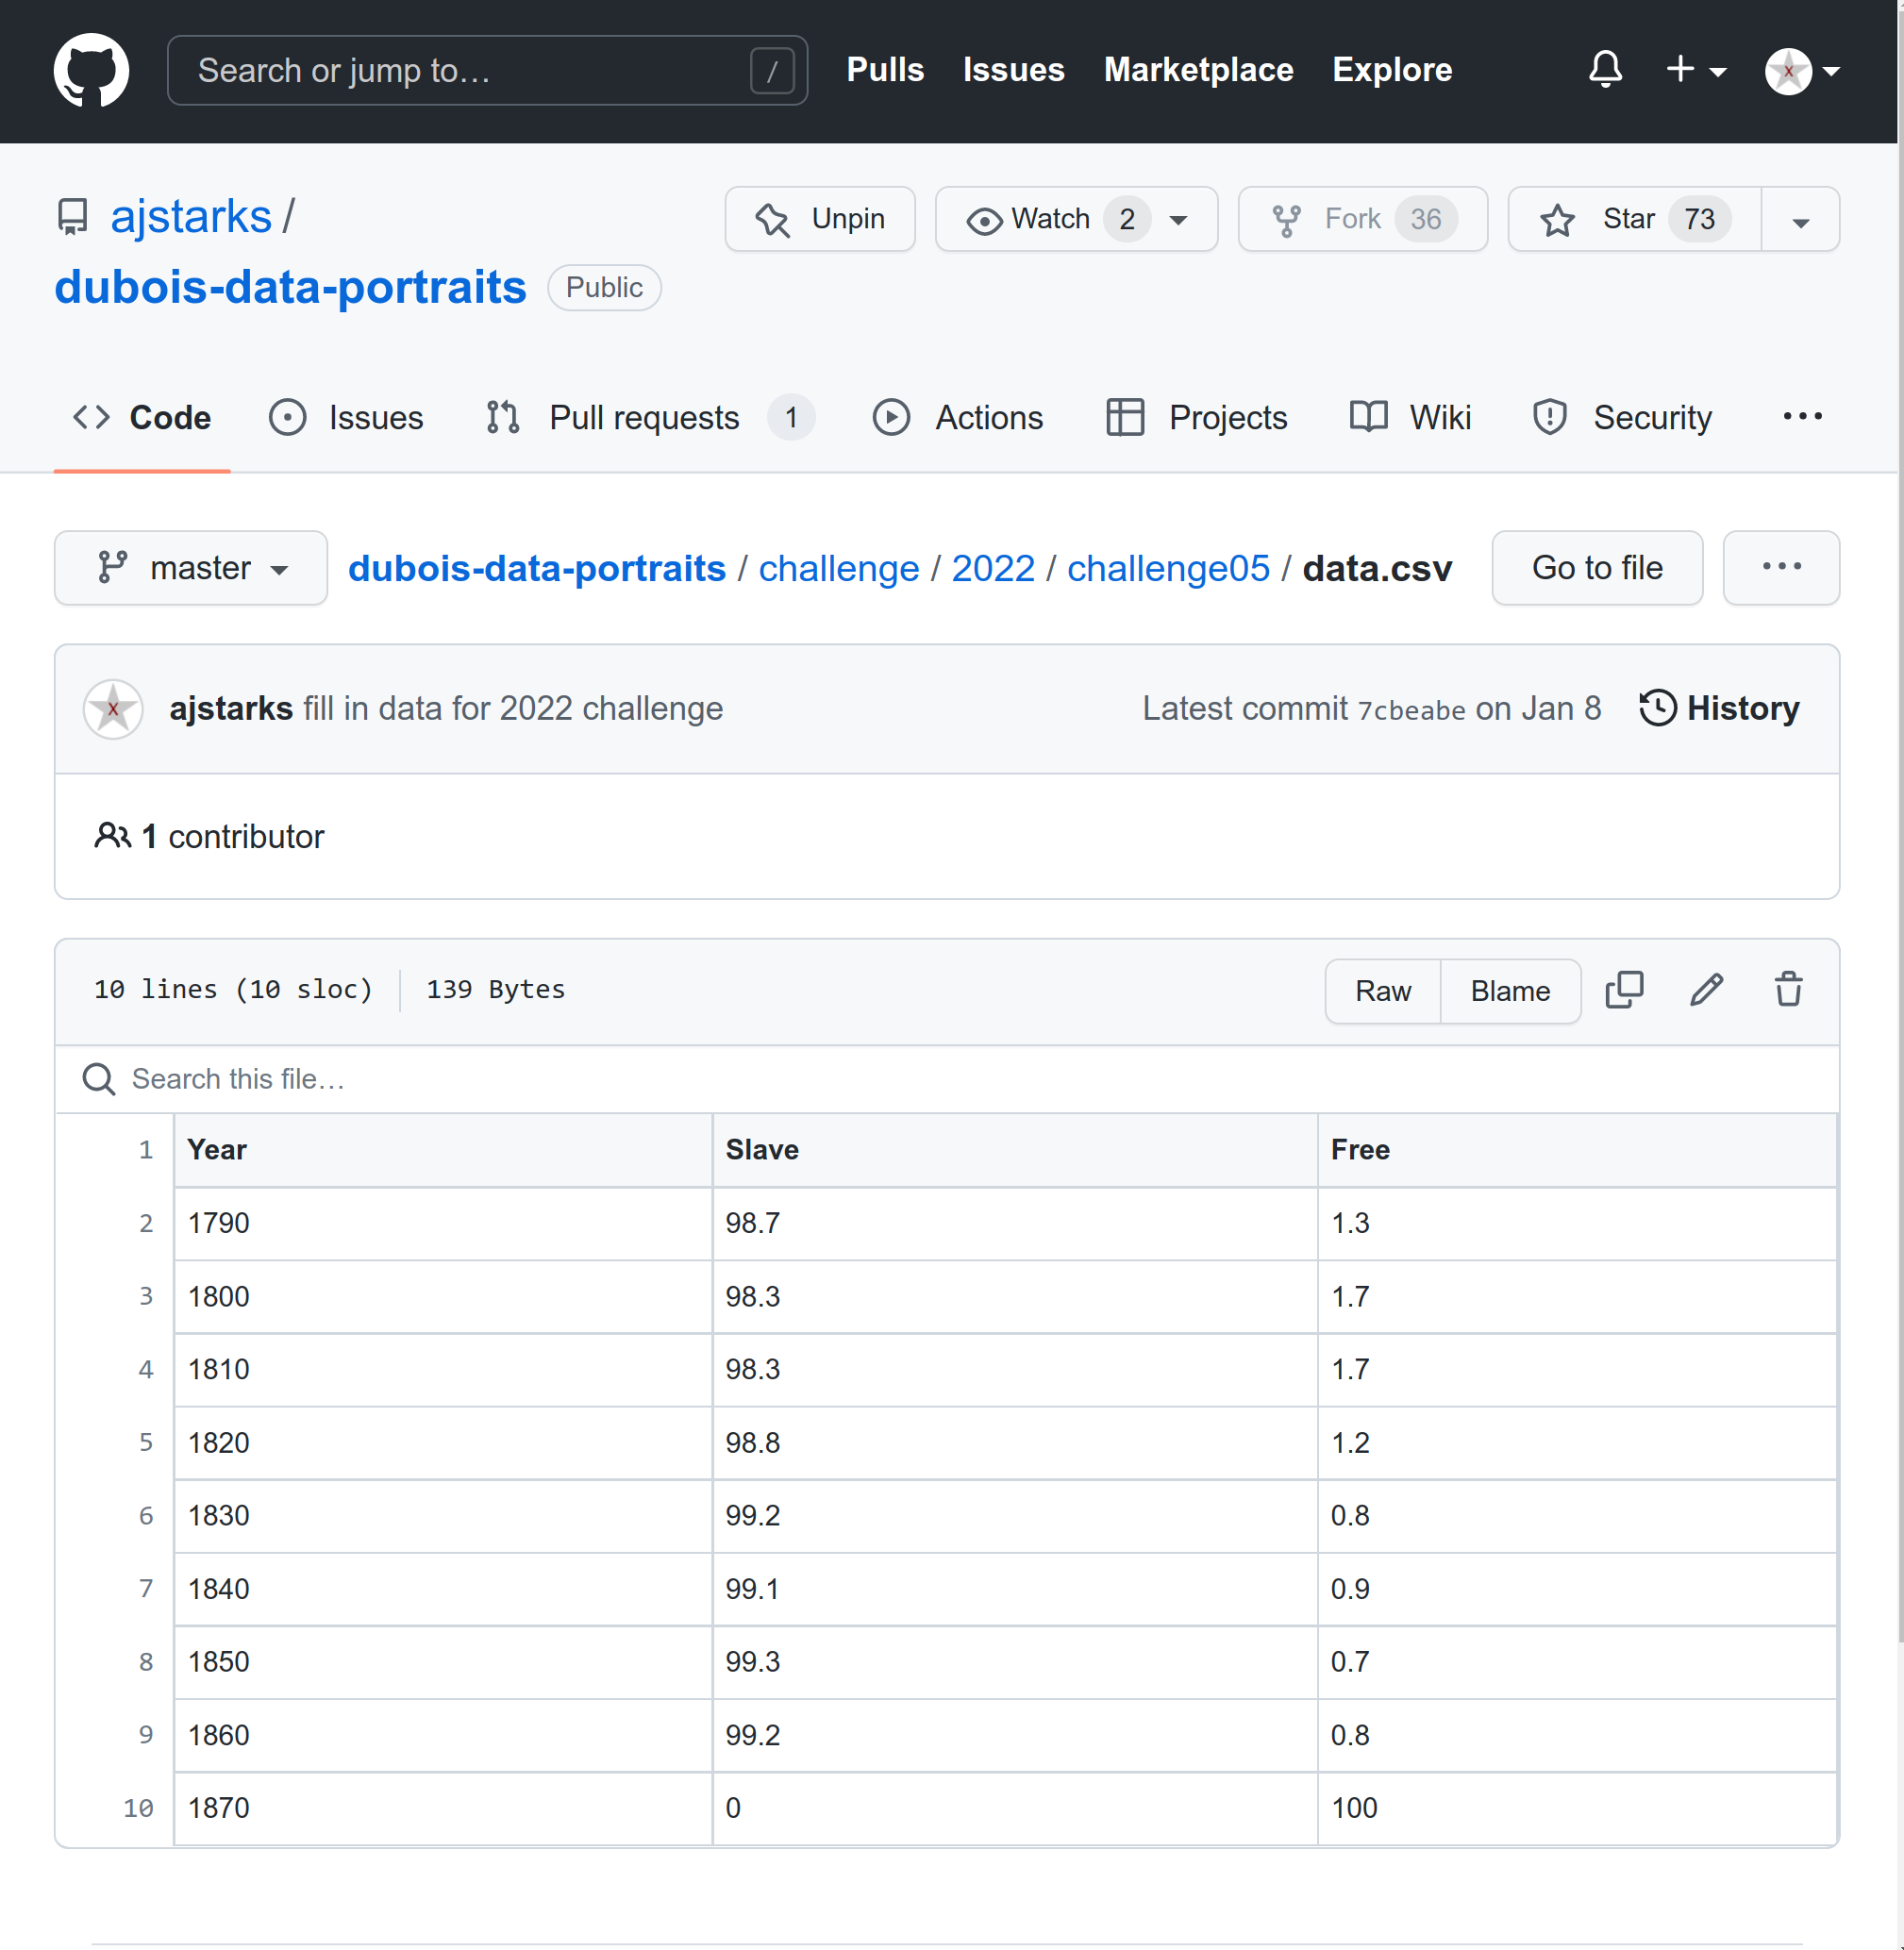 Search or jump to… / Pulls Issues Marketplace Explore
ajstarks / Unpin Watch 2 Fork 36 Star 73
dubois-data-portraits Public
Code Issues Pull requests 1 Actions Projects Wiki Security
master dubois-data-portraits / challenge / 2022 / challenge05 / data.csv Go to file
X ajstarks fill in data for 2022 challenge Latest commit 7cbeabe on Jan 8 History
1 contributor
10 lines (10 sloc) 139 Bytes Raw Blame
Search this file…
1 Year Slave Free
2 1790 98.7 1.3
3 1800 98.3 1.7
4 1810 98.3 1.7
5 1820 98.8 1.2
6 1830 99.2 0.8
7 1840 99.1 0.9
8 1850 99.3 0.7
9 1860 99.2 0.8
10 1870 0 100